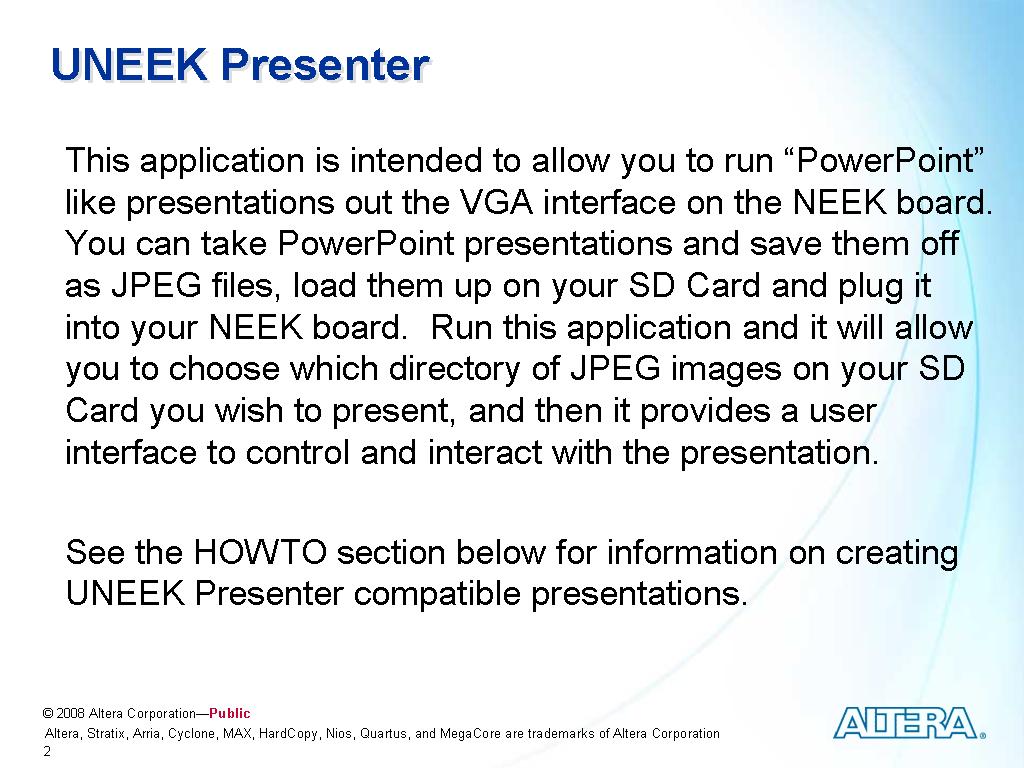 UNEEK Presenter
This application is intended to allow you to run “PowerPoint”
like presentations out the VGA interface on the NEEK board.
You can take PowerPoint presentations and save them off
as JPEG files, load them up on your SD Card and plug it
into your NEEK board.  Run this application and it will allow
you to choose which directory of JPEG images on your SD
Card you wish to present, and then it provides a user
interface to control and interact with the presentation.
See the HOWTO section below for information on creating
UNEEK Presenter compatible presentations.
© 2008 Altera Corporation—Public
Altera, Stratix, Arria, Cyclone, MAX, HardCopy, Nios, Quartus, and MegaCore are trademarks of Altera Corporation
2
ALTERA®